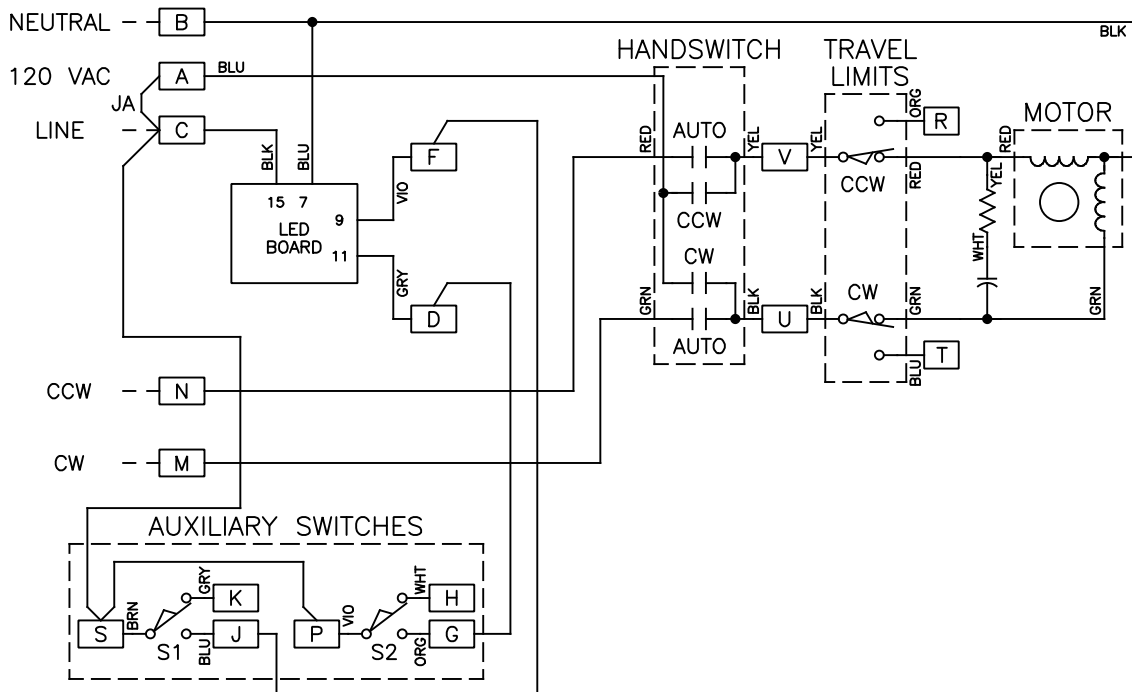 NEUTRAL
B
BLK
120 VAC
A
BLU
JA
LINE
C
BLK
BLU
15 7
9
11
LED
BOARD
VIO
GRY
F
D
HANDSWITCH
RED
AUTO
YEL
CCW
CW
GRN
BLK
AUTO
V
U
TRAVEL
LIMITS
YEL
ORG
R
CCW
RED
BLK
CW
GRN
BLU
T
MOTOR
RED
YEL
WHT
GRN
CCW
N
CW
M
AUXILIARY SWITCHES
S
BRN
S1
GRY
K
BLU
J
P
VIO
S2
WHT
H
ORG
G